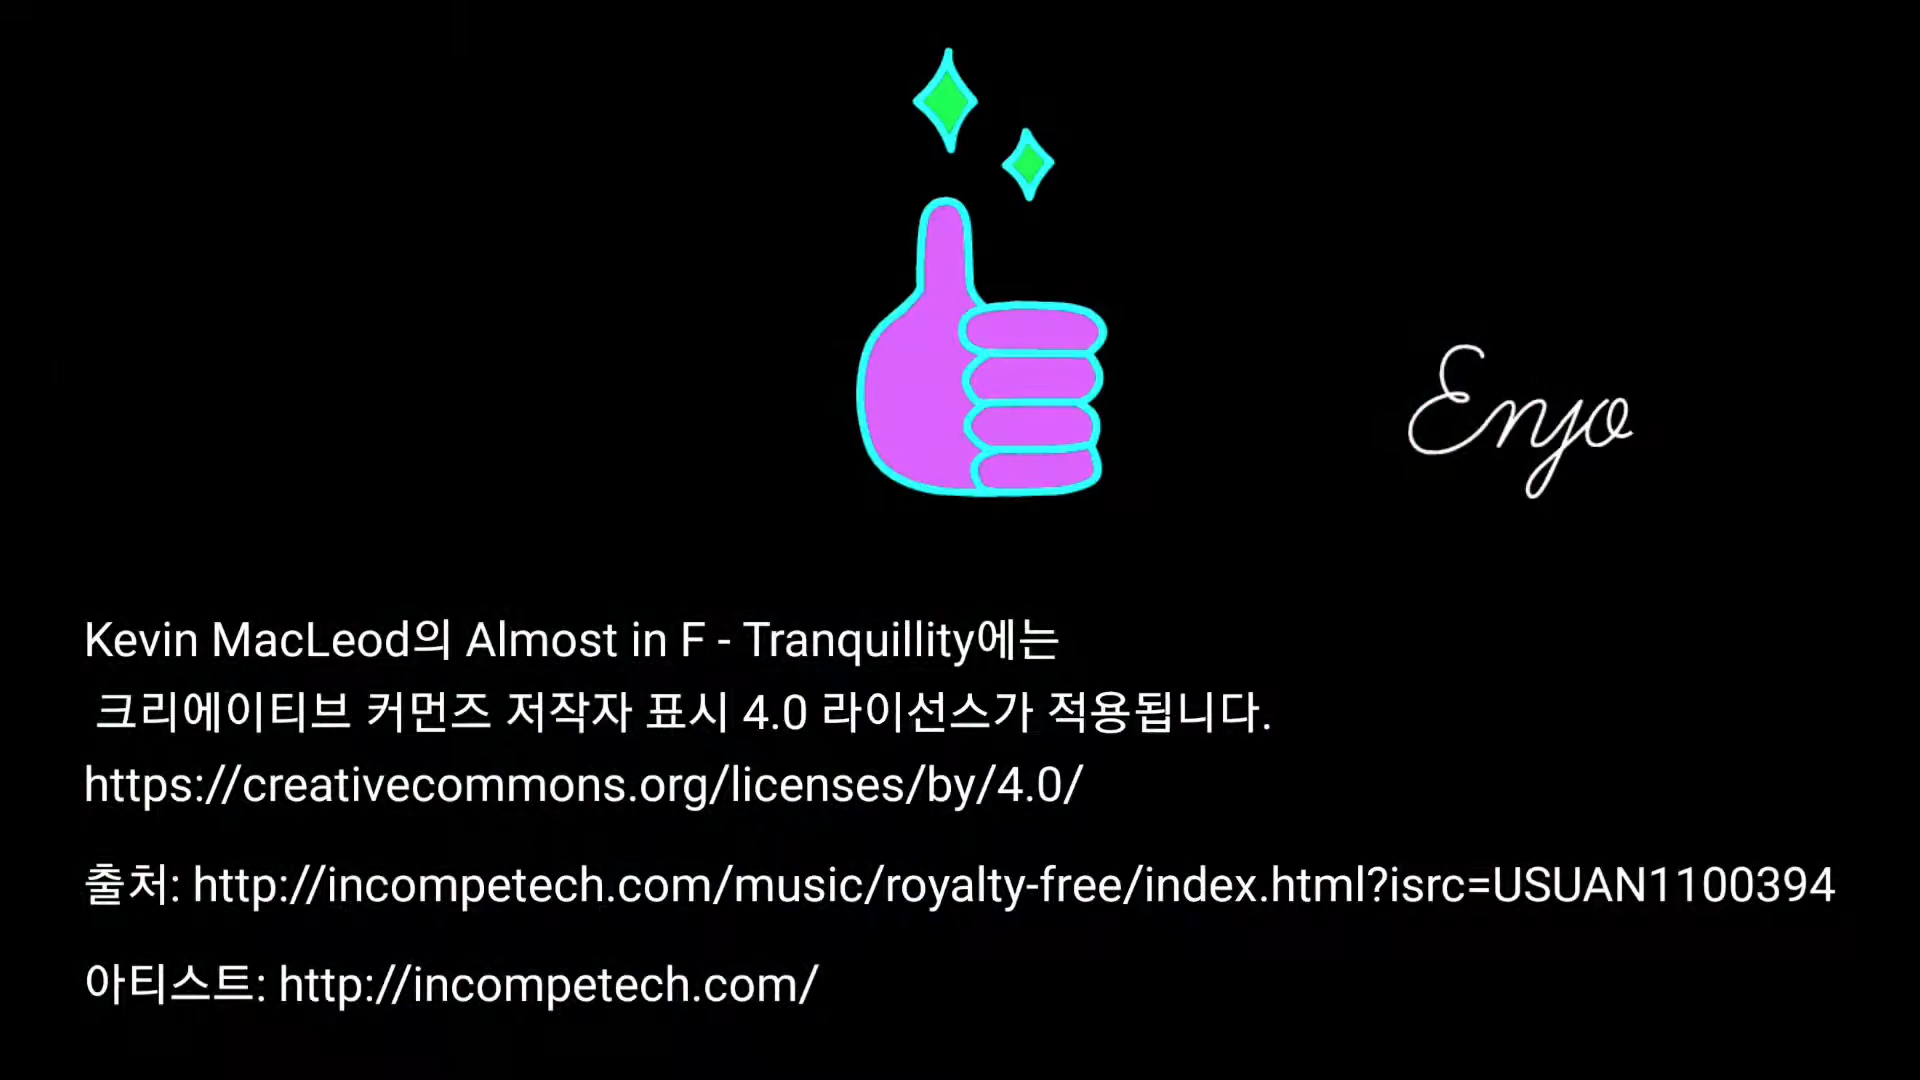 Enjo
Kevin MacLeod의 Almost in F - Tranquillity에는
크리에이티브 커먼즈 저작자 표시 4.0 라이선스가 적용됩니다.
https://creativecommons.org/licenses/by/4.0/
출처: http://incompetech.com/music/royalty-free/index.html?isrc=USUAN1100394
아티스트: http://incompetech.com/